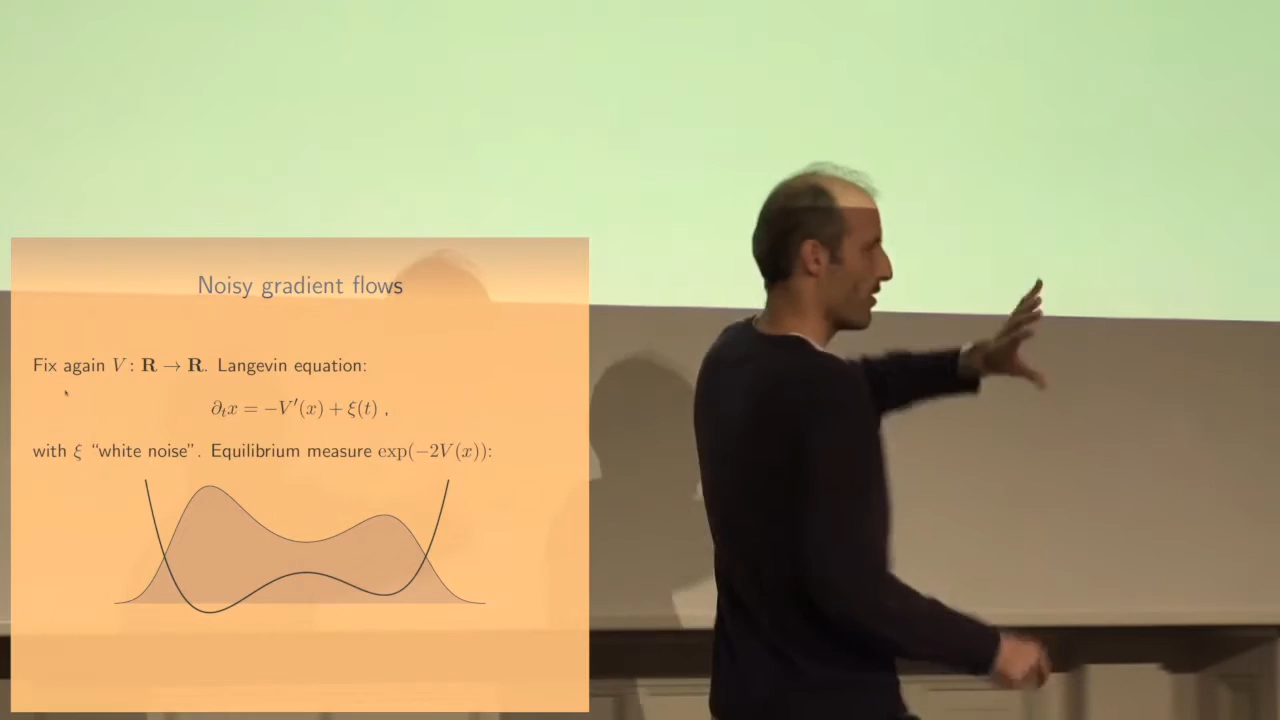 Noisy gradient flows
Fix again V : R → R. Langevin equation:
∂ₜx = −V′(x) + ξ(t) ,
with ξ “white noise”. Equilibrium measure exp(−2V(x)):